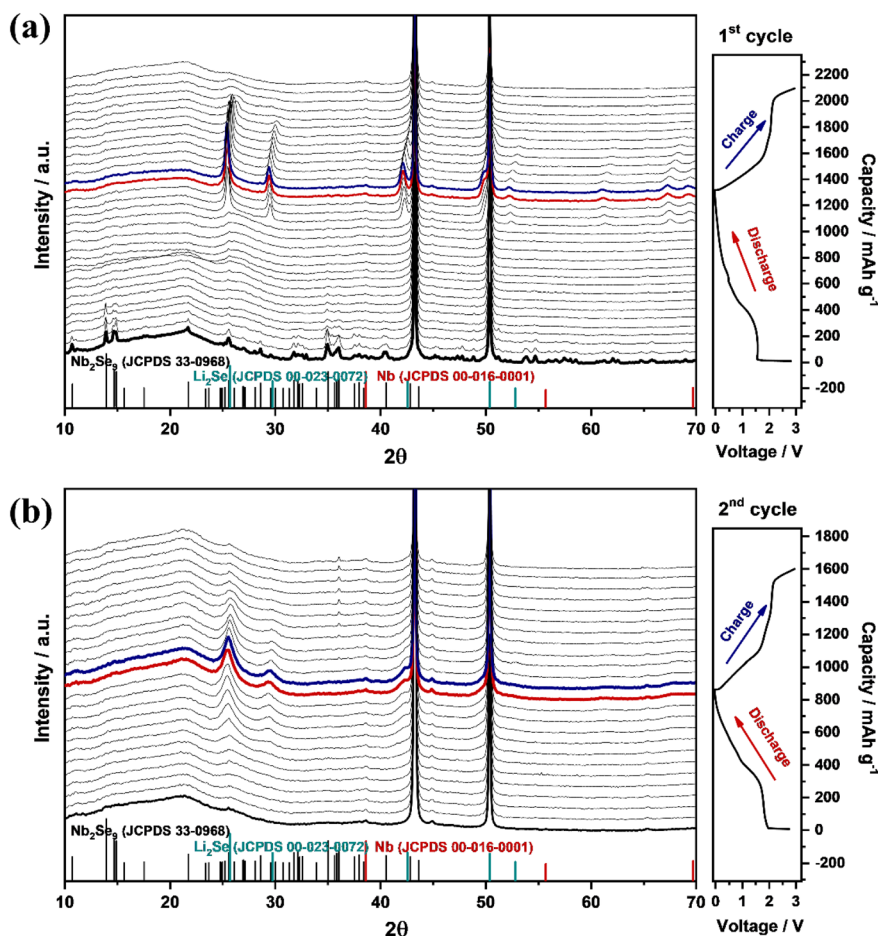 (a)
1st cycle
Intensity / a.u.
Nb2Se9 (JCPDS 33-0968)
Li2Se (JCPDS 00-023-0072)
Nb (JCPDS 00-016-0001)
10 20 30 40 50 60 70
2θ
Charge
Discharge
2200
2000
1800
1600
1400
1200
1000
800
600
400
200
0
-200
Capacity / mAh g-1
0 1 2 3
Voltage / V
(b)
2nd cycle
Intensity / a.u.
Nb2Se9 (JCPDS 33-0968)
Li2Se (JCPDS 00-023-0072)
Nb (JCPDS 00-016-0001)
10 20 30 40 50 60 70
2θ
Charge
Discharge
1800
1600
1400
1200
1000
800
600
400
200
0
-200
Capacity / mAh g-1
0 1 2 3
Voltage / V